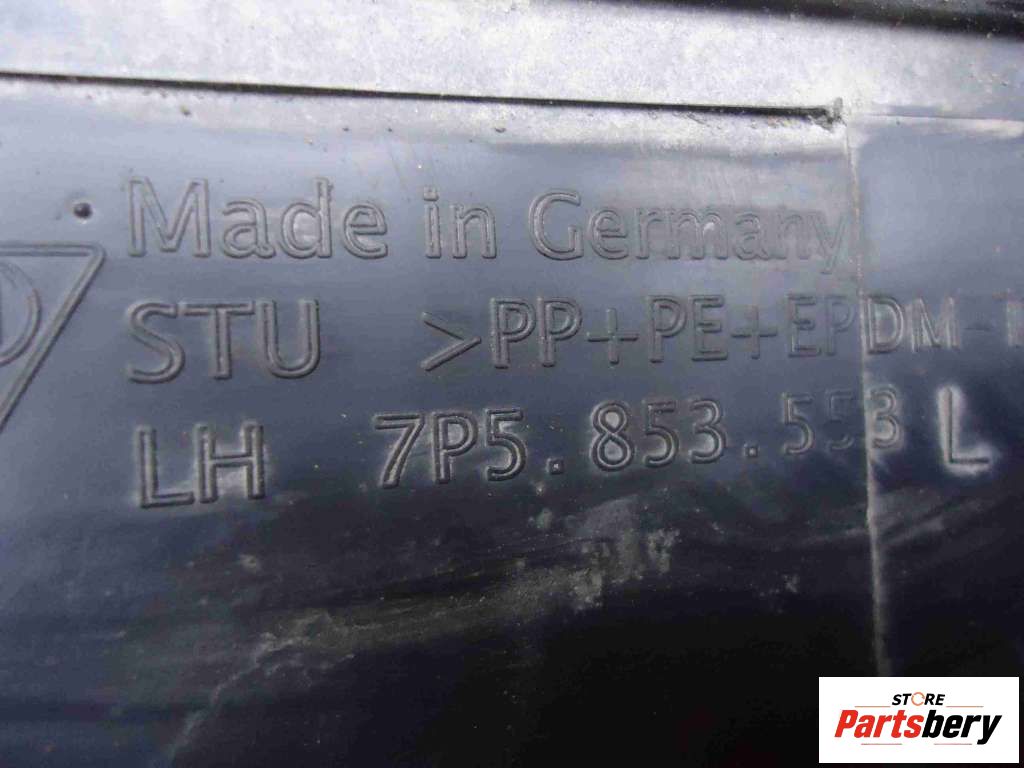 Made in Germany
STU >PP+PE+EPDM-
LH 7P5.853.553 L
STORE
Partsbery